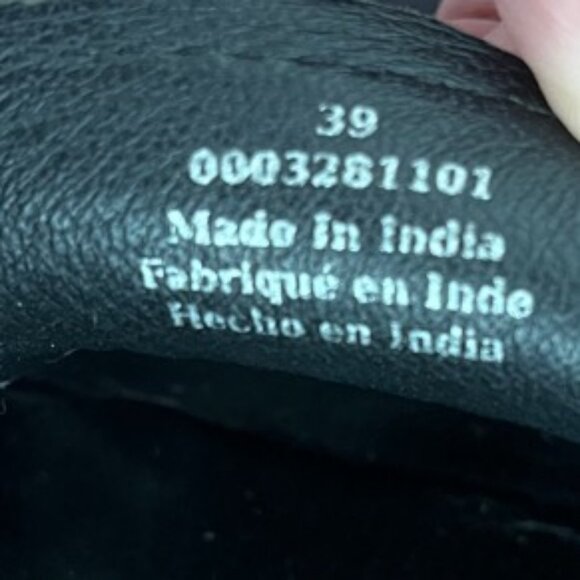 39
0003281101
Made in India
Fabriqué en Inde
Hecho en India